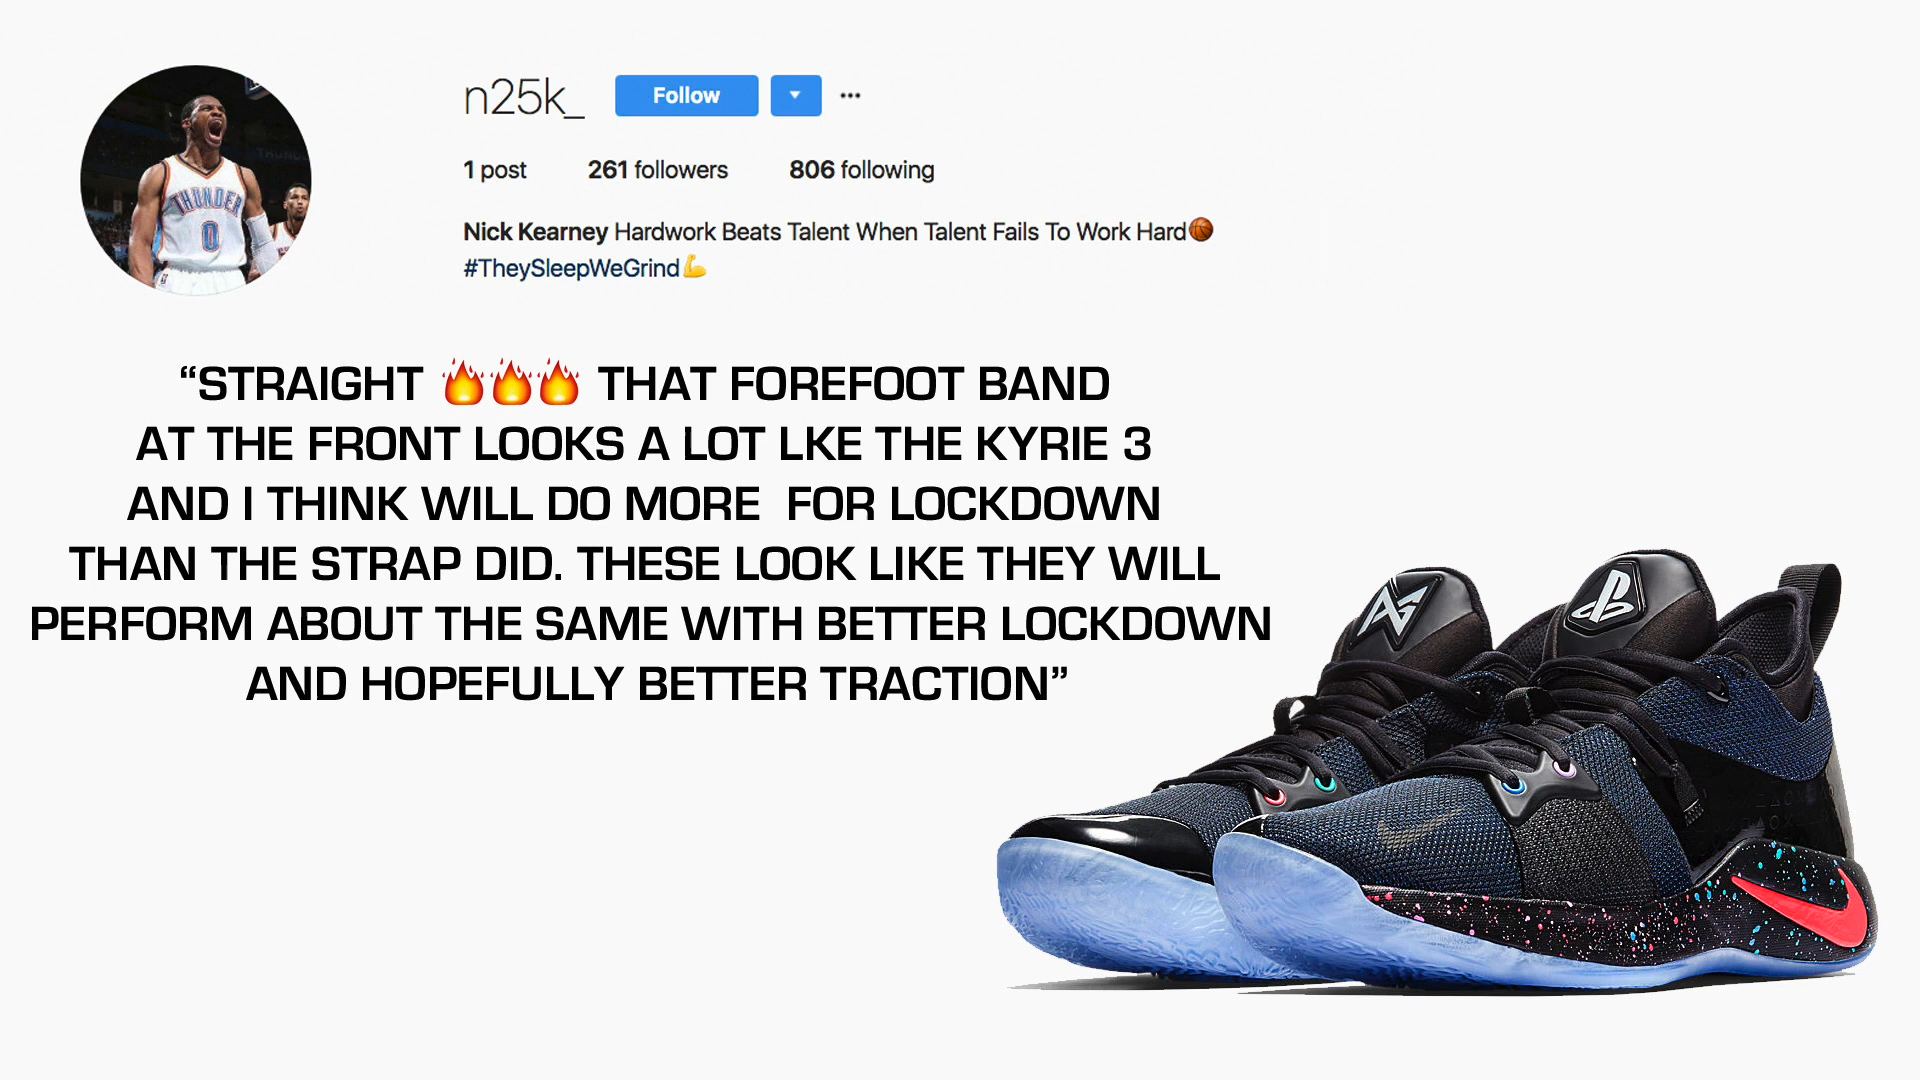 n25k_ Follow
1 post 261 followers 806 following
Nick Kearney Hardwork Beats Talent When Talent Fails To Work Hard🏀
#TheySleepWeGrind💪
THUNDER
0
“STRAIGHT 🔥🔥🔥 THAT FOREFOOT BAND
AT THE FRONT LOOKS A LOT LKE THE KYRIE 3
AND I THINK WILL DO MORE FOR LOCKDOWN
THAN THE STRAP DID. THESE LOOK LIKE THEY WILL
PERFORM ABOUT THE SAME WITH BETTER LOCKDOWN
AND HOPEFULLY BETTER TRACTION”